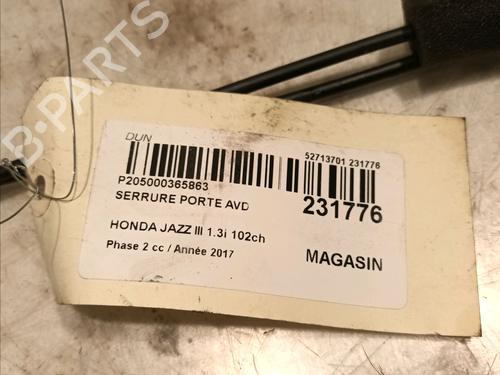 B-PARTS
DUN
52713701 231776
P205000365863
SERRURE PORTE AVD
231776
HONDA JAZZ III 1.3i 102ch
Phase 2 cc / Année 2017
MAGASIN